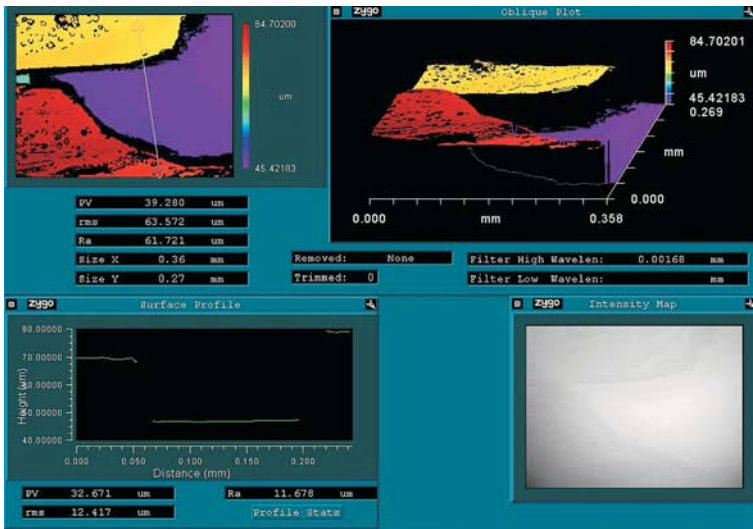 84.70200
um
45.42183
zygo Oblique Plot
84.70201
um
45.42183
0.269
mm
0.000
0.000 mm 0.358
PV 39.280 um
rms 63.572 um
Ra 61.721 um
Size X 0.36 mm
Size Y 0.27 mm
Removed: None
Trimmed: 0
Filter High Wavelen: 0.00168 mm
Filter Low Wavelen: mm
zygo Surface Profile
80.00000
70.00000
60.00000
50.00000
40.00000
Height (µm)
0.000 0.050 0.100 0.150 0.200
Distance (mm)
PV 32.671 um
rms 12.417 um
Ra 11.678 um
Profile Stats
zygo Intensity Map